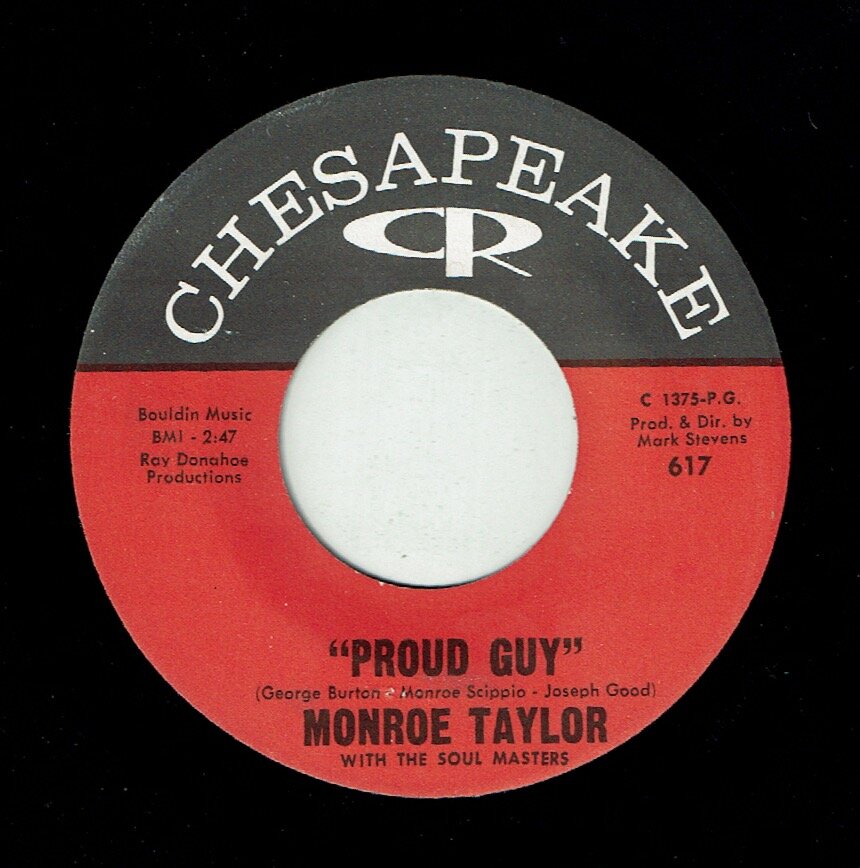 CHESAPEAKE
CR
Bouldin Music
BMI - 2:47
Ray Donahoe
Productions
C 1375-P.G.
Prod. & Dir. by
Mark Stevens
617
"PROUD GUY"
(George Burton - Monroe Scippio - Joseph Good)
MONROE TAYLOR
WITH THE SOUL MASTERS